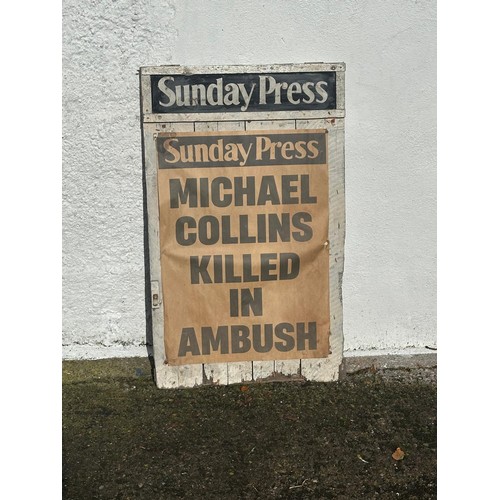 Sunday Press
Sunday Press
MICHAEL
COLLINS
KILLED
IN
AMBUSH